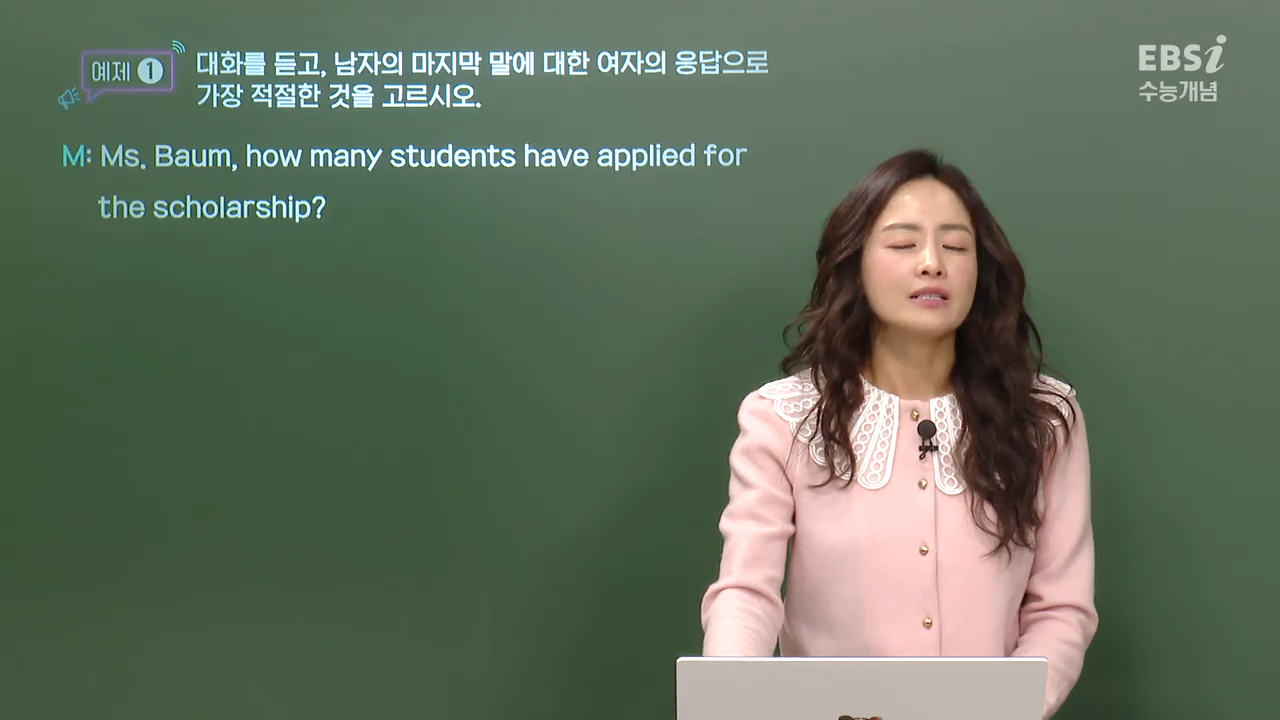 예제 1
대화를 듣고, 남자의 마지막 말에 대한 여자의 응답으로
가장 적절한 것을 고르시오.
EBSi
수능개념
M: Ms. Baum, how many students have applied for
the scholarship?